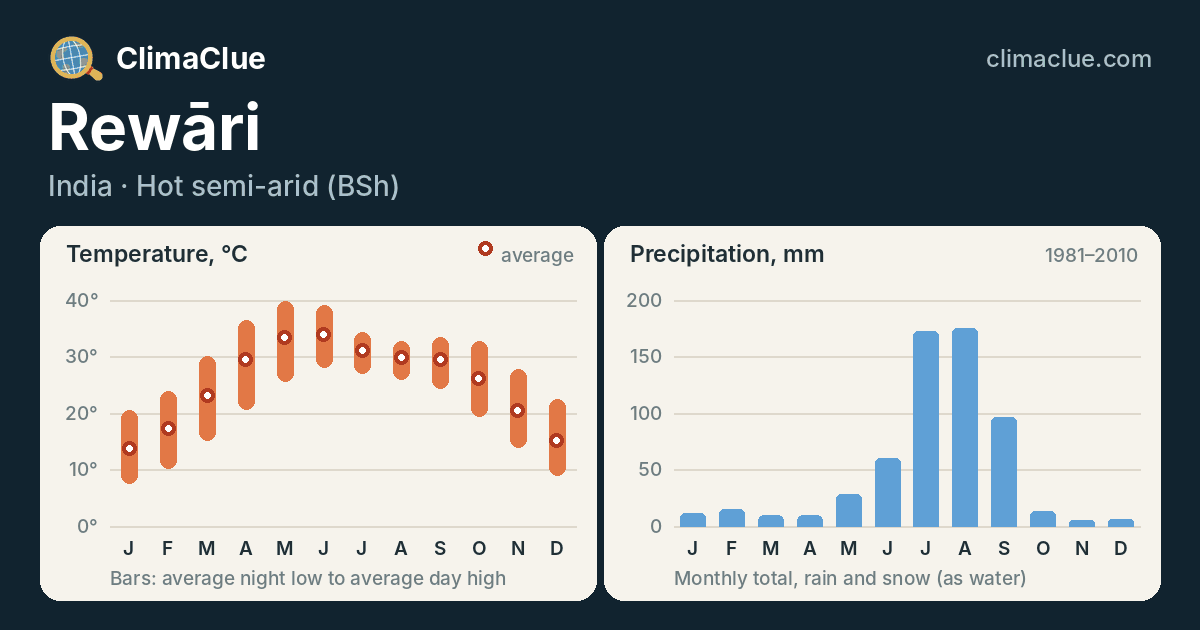 ClimaClue
climaclue.com
Rewāri
India · Hot semi-arid (BSh)
Temperature, °C
average
40°
30°
20°
10°
0°
J F M A M J J A S O N D
Bars: average night low to average day high
Precipitation, mm
1981–2010
200
150
100
50
0
J F M A M J J A S O N D
Monthly total, rain and snow (as water)